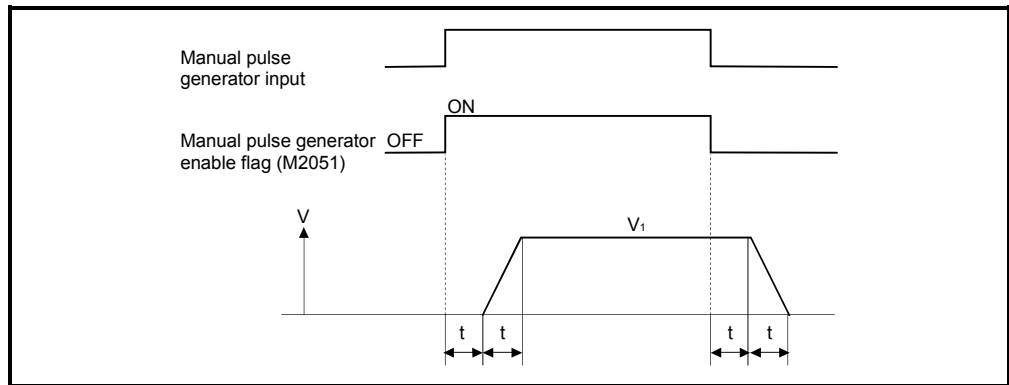 Manual pulse
generator input
ON
Manual pulse generator OFF
enable flag (M2051)
V
V₁
t t t t